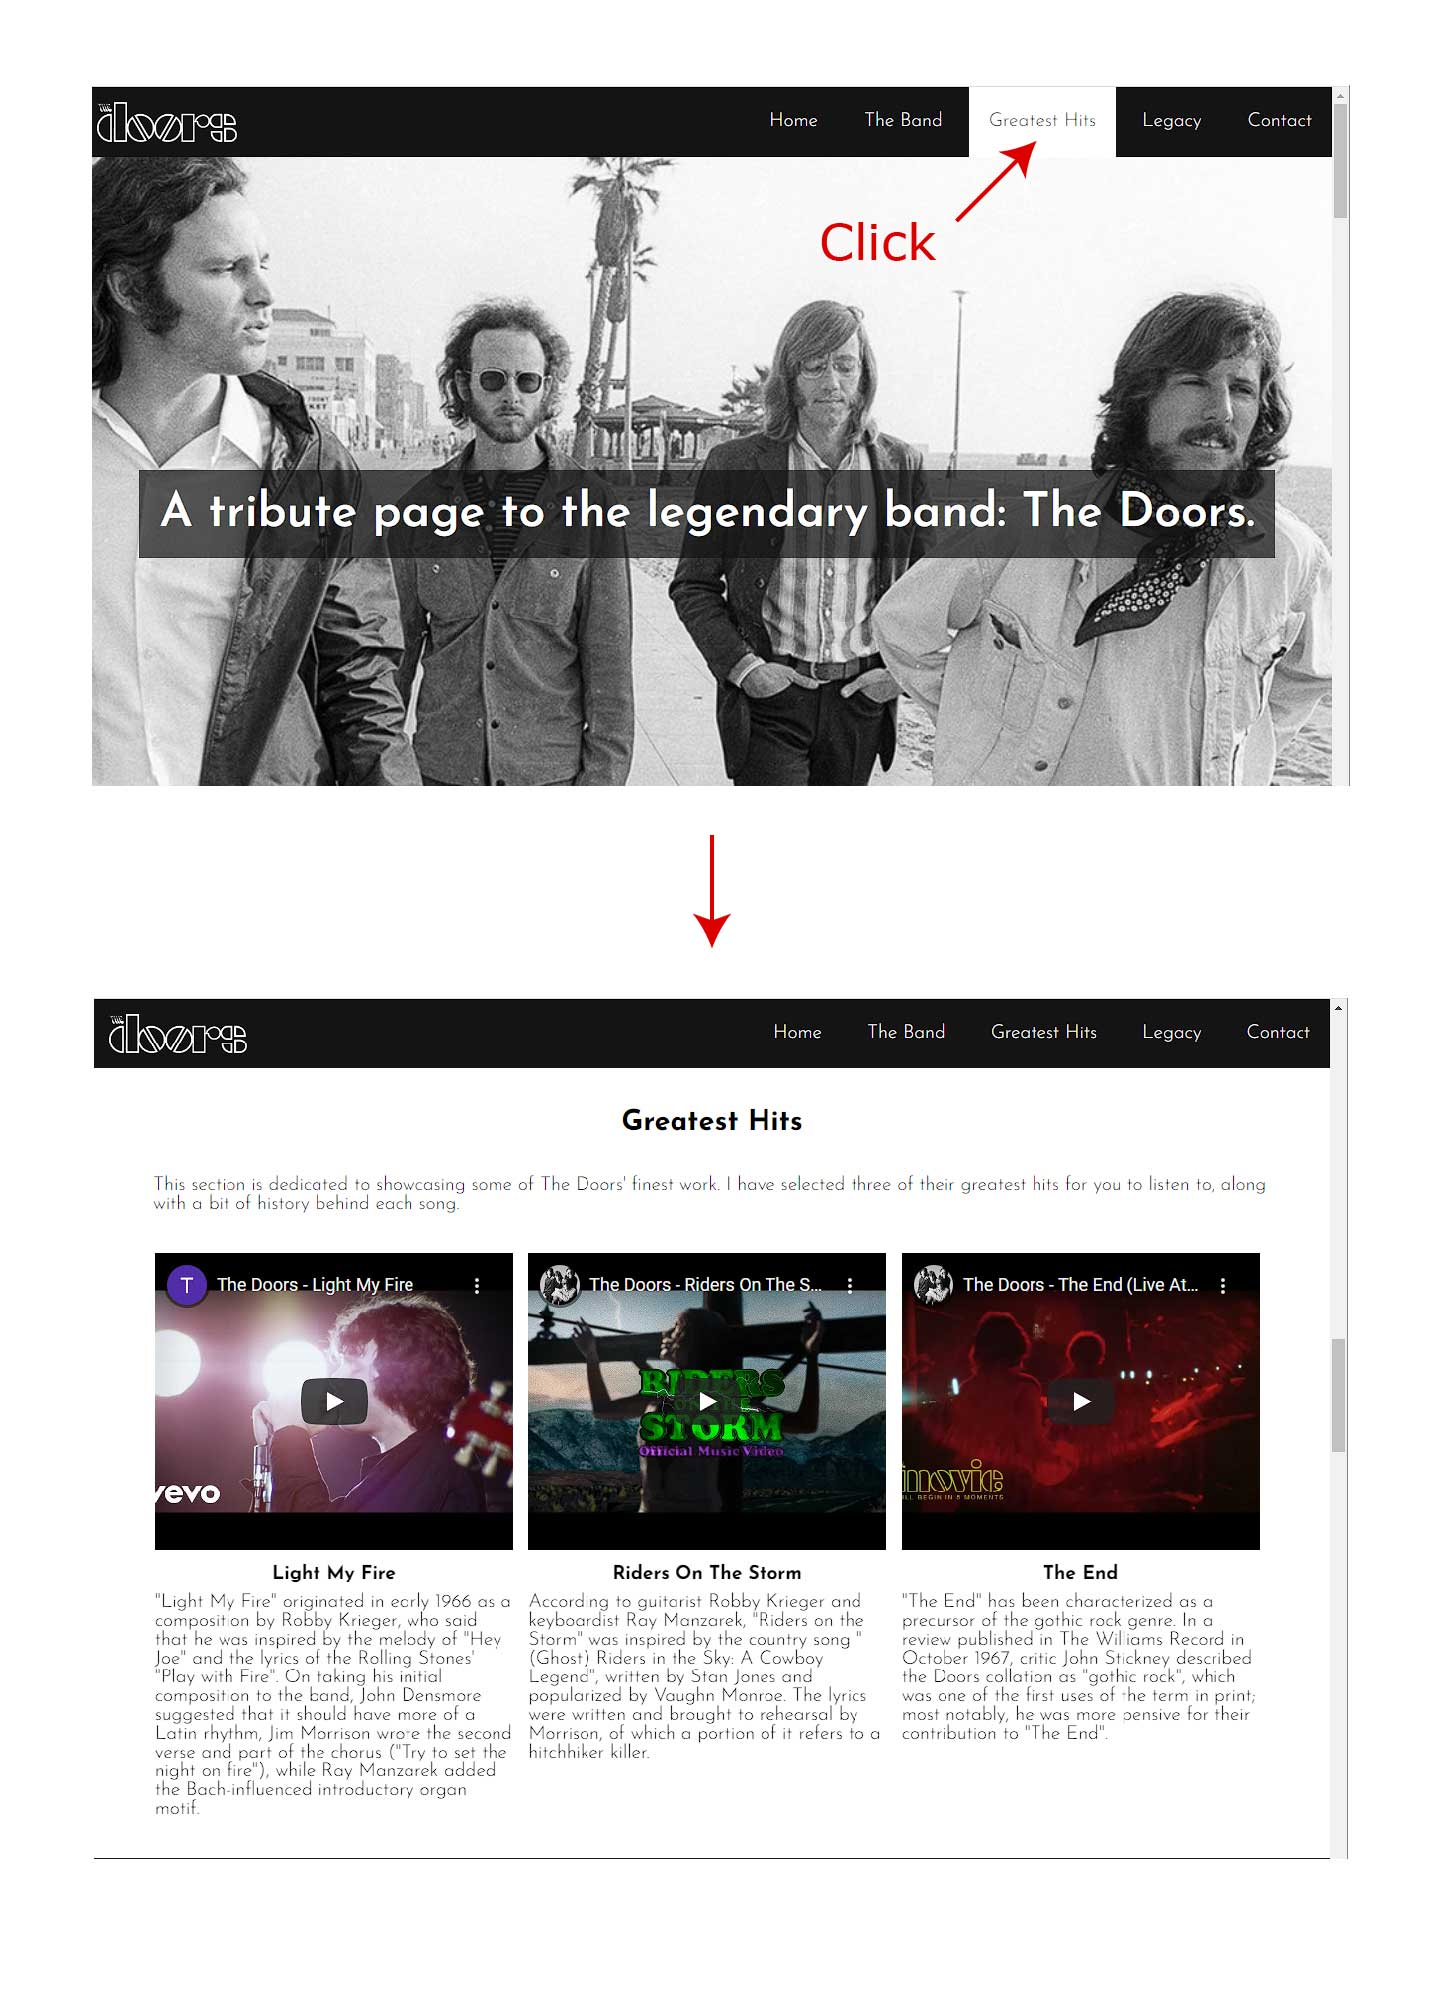 THE doors
Home The Band Greatest Hits Legacy Contact
Click
A tribute page to the legendary band: The Doors.
THE doors
Home The Band Greatest Hits Legacy Contact
Greatest Hits
This section is dedicated to showcasing some of The Doors' finest work. I have selected three of their greatest hits for you to listen to, along
with a bit of history behind each song.
T The Doors - Light My Fire
vevo
The Doors - Riders On The S...
RIDERS
ON THE
STORM
Official Music Video
The Doors - The End (Live At...
movie
ILL BEGIN IN 5 MOMENTS
Light My Fire
"Light My Fire" originated in early 1966 as a
composition by Robby Krieger, who said
that he was inspired by the melody of "Hey
Joe" and the lyrics of the Rolling Stones'
"Play with Fire". On taking his initial
composition to the band, John Densmore
suggested that it should have more of a
Latin rhythm, Jim Morrison wrote the second
verse and part of the chorus ("Try to set the
night on fire"), while Ray Manzarek added
the Bach-influenced introductory organ
motif.
Riders On The Storm
According to guitarist Robby Krieger and
keyboardist Ray Manzarek, "Riders on the
Storm" was inspired by the country song "
(Ghost) Riders in the Sky: A Cowboy
Legend", written by Stan Jones and
popularized by Vaughn Monroe. The lyrics
were written and brought to rehearsal by
Morrison, of which a portion of it refers to a
hitchhiker killer.
The End
"The End" has been characterized as a
precursor of the gothic rock genre. In a
review published in The Williams Record in
October 1967, critic John Stickney described
the Doors collation as "gothic rock", which
was one of the first uses of the term in print;
most notably, he was more pensive for their
contribution to "The End".